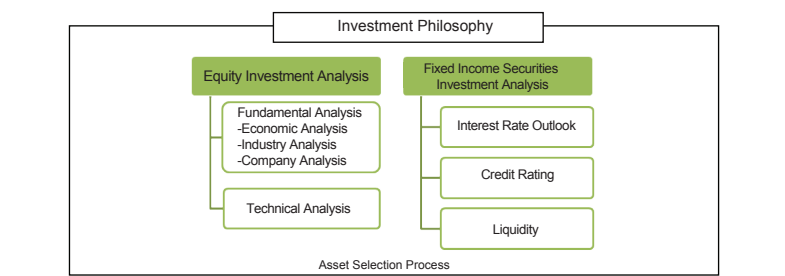 Investment Philosophy
Equity Investment Analysis
Fundamental Analysis
-Economic Analysis
-Industry Analysis
-Company Analysis
Technical Analysis
Fixed Income Securities
Investment Analysis
Interest Rate Outlook
Credit Rating
Liquidity
Asset Selection Process